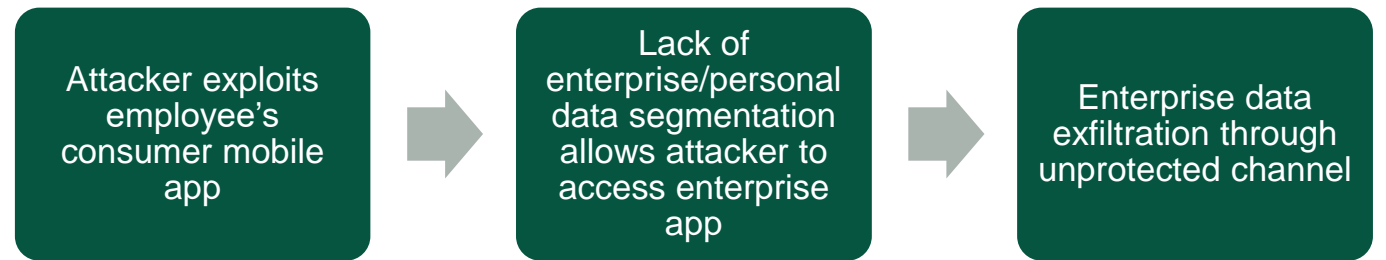 Attacker exploits
employee’s
consumer mobile
app
Lack of
enterprise/personal
data segmentation
allows attacker to
access enterprise
app
Enterprise data
exfiltration through
unprotected channel